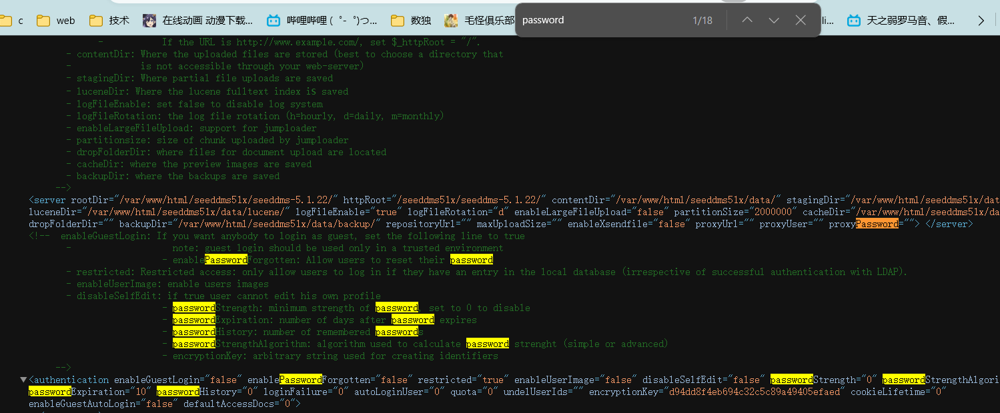 c web 技术 在线动画 动漫下载... 哔哩哔哩 ( ゜- ゜)つ... 数独 毛怪俱乐部 password 1/18 li... 天之弱罗马音、假...
- If the URL is http://www.example.com/, set $_httpRoot = "/".
- contentDir: Where the uploaded files are stored (best to choose a directory that
- is not accessible through your web-server)
- stagingDir: Where partial file uploads are saved
- luceneDir: Where the lucene fulltext index is saved
- logFileEnable: set false to disable log system
- logFileRotation: the log file rotation (h=hourly, d=daily, m=monthly)
- enableLargeFileUpload: support for jumploader
- partitionsize: size of chunk uploaded by jumploader
- dropFolderDir: where files for document upload are located
- cacheDir: where the preview images are saved
- backupDir: where the backups are saved
-->
<server rootDir="/var/www/html/seeddms51x/seeddms-5.1.22/" httpRoot="/seeddms51x/seeddms-5.1.22/" contentDir="/var/www/html/seeddms51x/data/" stagingDir="/var/www/html/seeddms51x/dat
luceneDir="/var/www/html/seeddms51x/data/lucene/" logFileEnable="true" logFileRotation="d" enableLargeFileUpload="false" partitionSize="2000000" cacheDir="/var/www/html/seeddms51x/da
dropFolderDir="" backupDir="/var/www/html/seeddms51x/data/backup/" repositoryUrl="" maxUploadSize="" enableXsendfile="false" proxyUrl="" proxyUser="" proxyPassword=""> </server>
<!-- enableGuestLogin: If you want anybody to login as guest, set the following line to true
- note: guest login should be used only in a trusted environment
- enablePasswordForgotten: Allow users to reset their password
- restricted: Restricted access: only allow users to log in if they have an entry in the local database (irrespective of successful authentication with LDAP).
- enableUserImage: enable users images
- disableSelfEdit: if true user cannot edit his own profile
- passwordStrength: minimum strength of password, set to 0 to disable
- passwordExpiration: number of days after password expires
- passwordHistory: number of remembered passwords
- passwordStrengthAlgorithm: algorithm used to calculate password strenght (simple or advanced)
- encryptionKey: arbitrary string used for creating identifiers
-->
▼<authentication enableGuestLogin="false" enablePasswordForgotten="false" restricted="true" enableUserImage="false" disableSelfEdit="false" passwordStrength="0" passwordStrengthAlgori
passwordExpiration="10" passwordHistory="0" loginFailure="0" autoLoginUser="0" quota="0" undelUserIds="" encryptionKey="d94dd8f4eb694c32c5c89a49405efaed" cookieLifetime="0"
enableGuestAutoLogin="false" defaultAccessDocs="0">